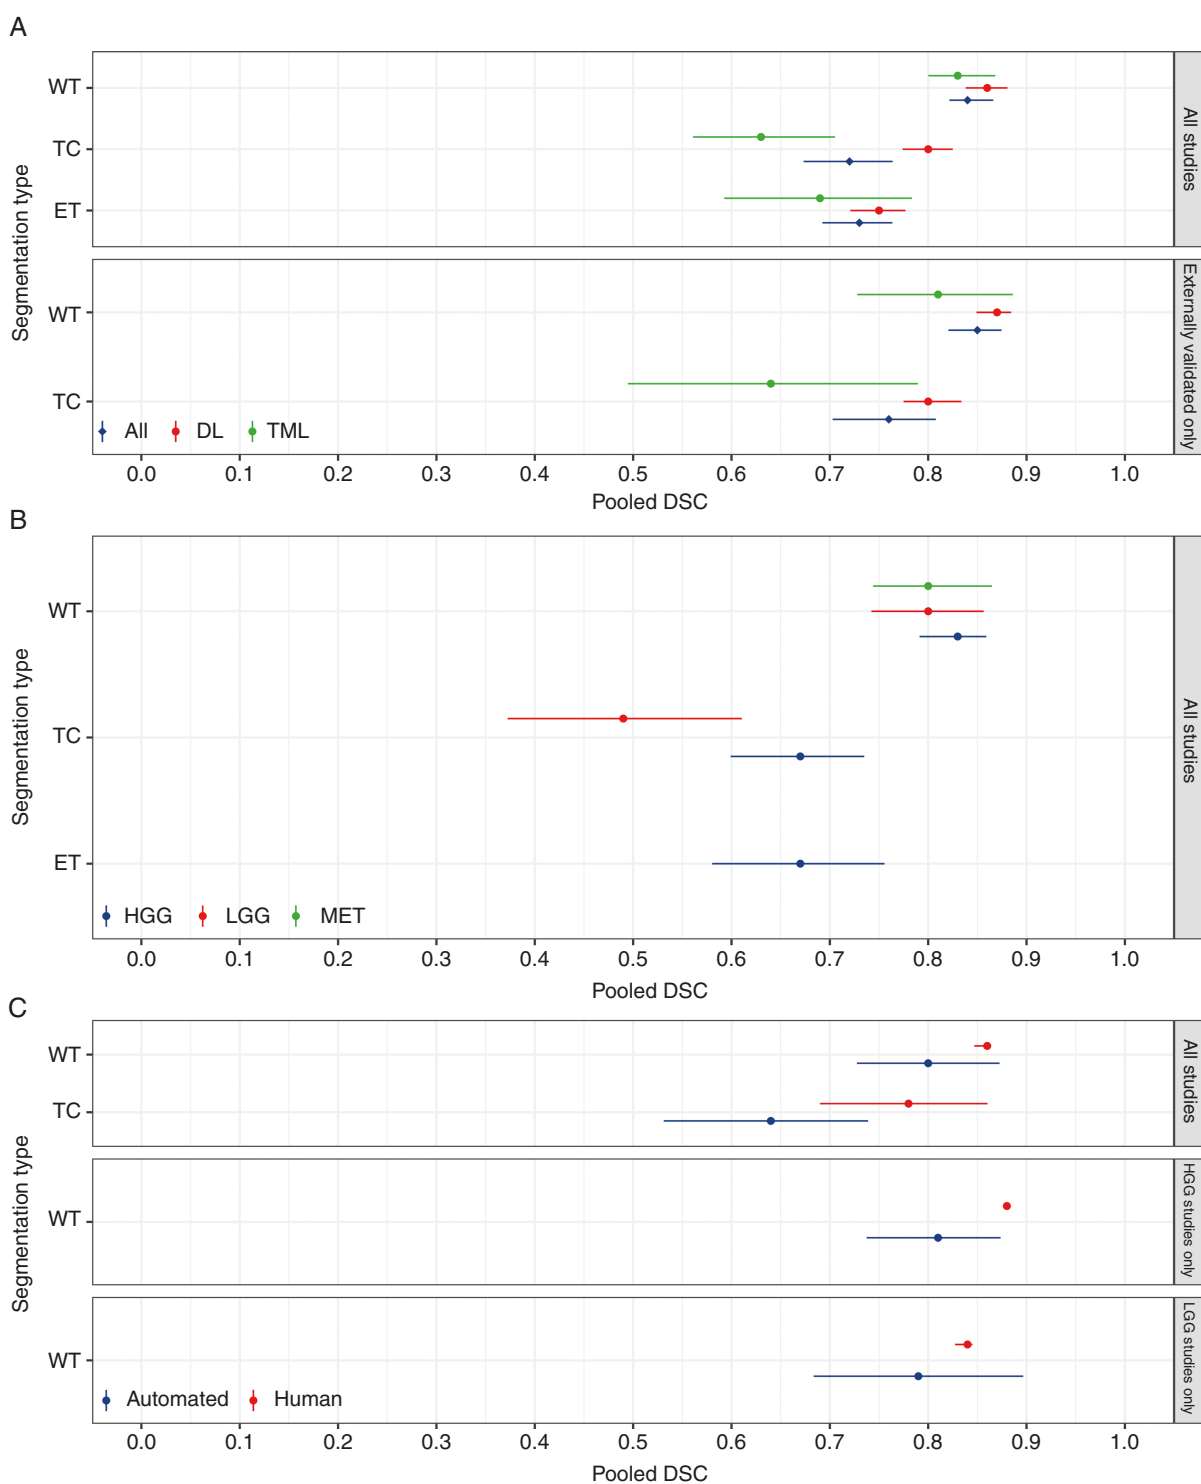 A
WT
TC
ET
Segmentation type
All studies
WT
TC
Externally validated only
All DL TML
0.0 0.1 0.2 0.3 0.4 0.5 0.6 0.7 0.8 0.9 1.0
Pooled DSC
B
WT
TC
ET
Segmentation type
All studies
HGG LGG MET
0.0 0.1 0.2 0.3 0.4 0.5 0.6 0.7 0.8 0.9 1.0
Pooled DSC
C
WT
TC
All studies
Segmentation type
WT
HGG studies only
WT
LGG studies only
Automated Human
0.0 0.1 0.2 0.3 0.4 0.5 0.6 0.7 0.8 0.9 1.0
Pooled DSC